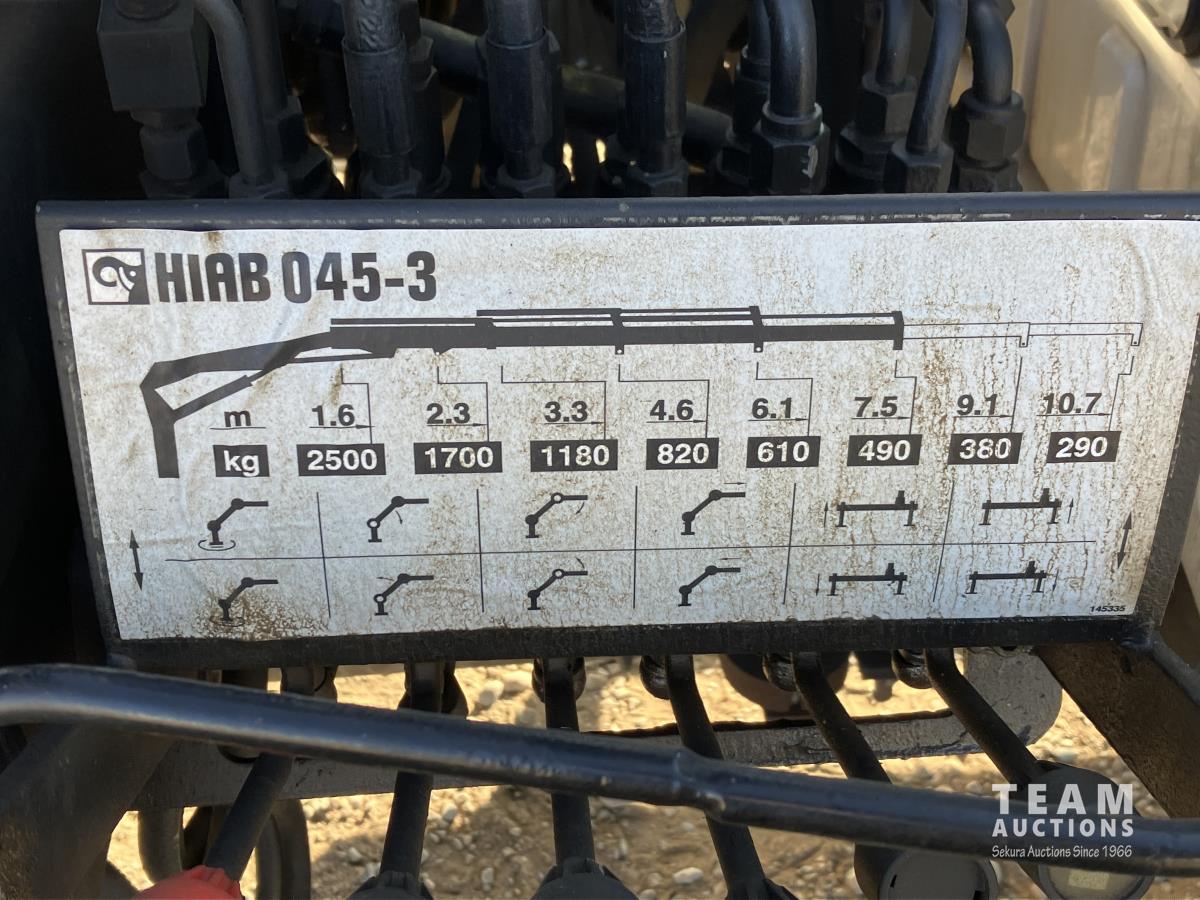 HIAB 045-3
m 1.6 2.3 3.3 4.6 6.1 7.5 9.1 10.7
kg 2500 1700 1180 820 610 490 380 290
145335
TEAM
AUCTIONS
Sekura Auctions Since 1966